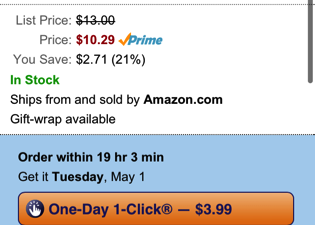 List Price: $13.00
Price: $10.29 Prime
You Save: $2.71 (21%)
In Stock
Ships from and sold by Amazon.com
Gift-wrap available
Order within 19 hr 3 min
Get it Tuesday, May 1
One-Day 1-Click® — $3.99